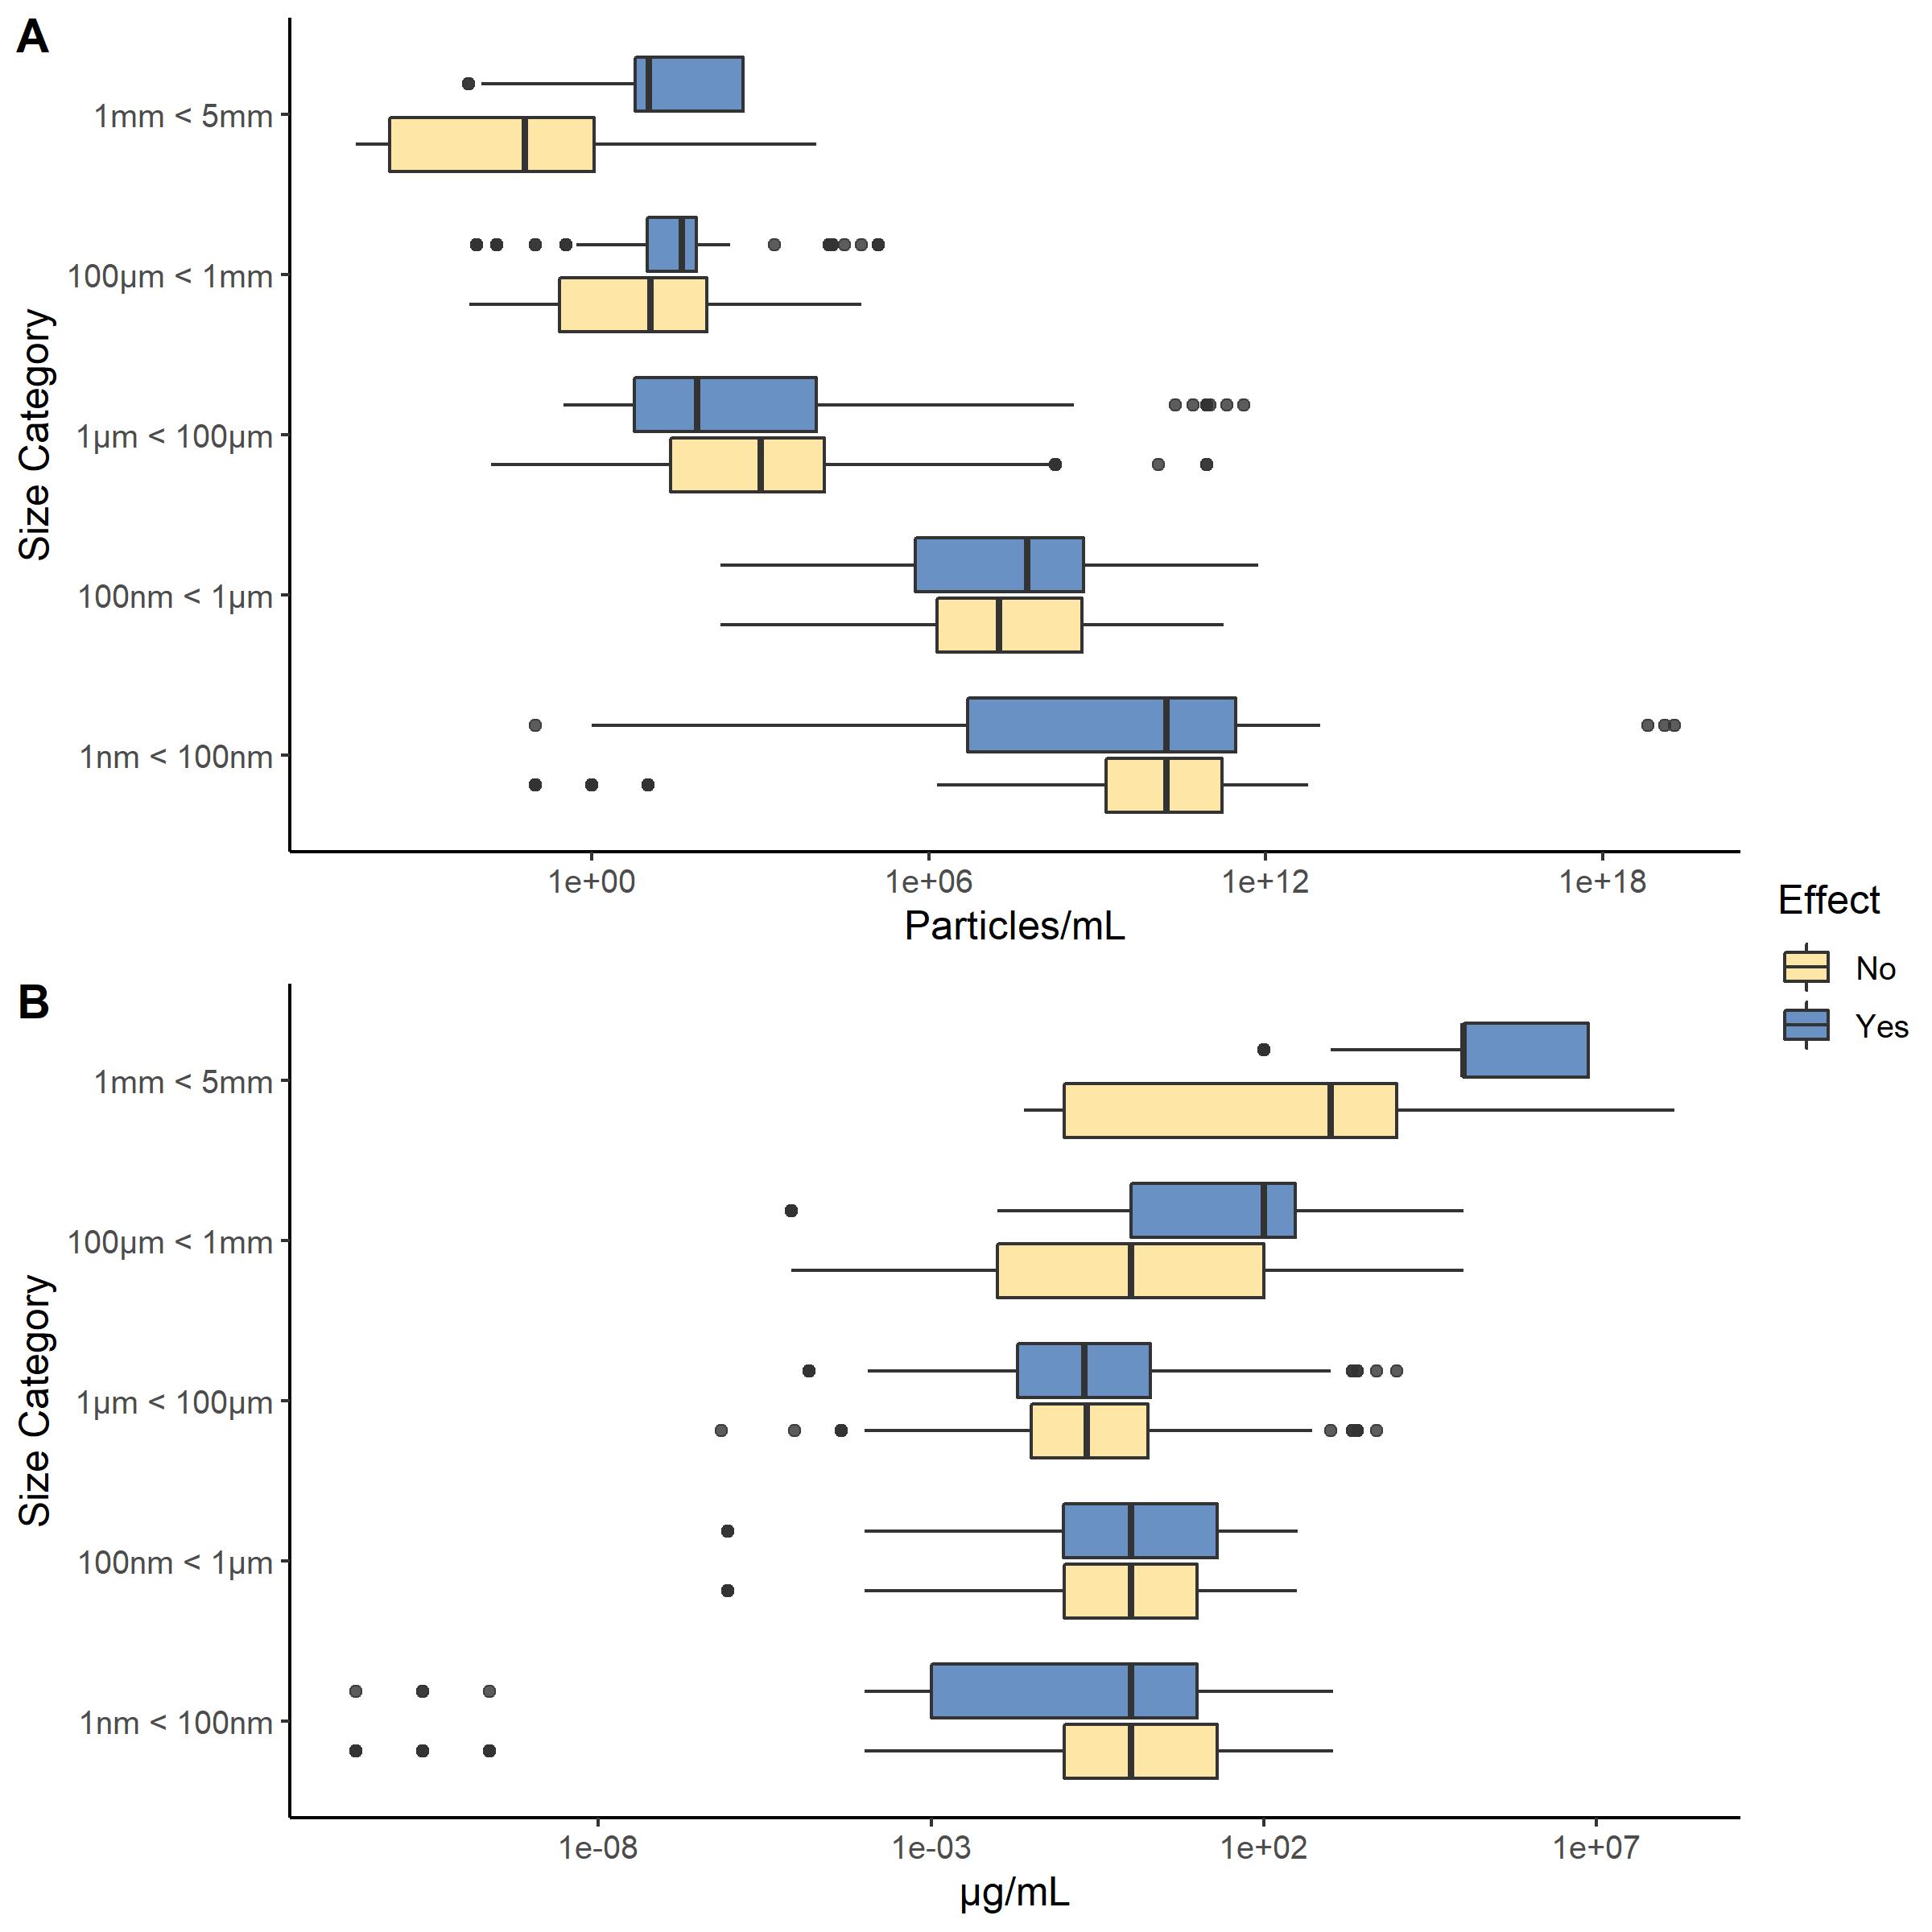 A
Size Category
1mm < 5mm
100µm < 1mm
1µm < 100µm
100nm < 1µm
1nm < 100nm
1e+00 1e+06 1e+12 1e+18
Particles/mL
Effect
No
Yes
B
Size Category
1mm < 5mm
100µm < 1mm
1µm < 100µm
100nm < 1µm
1nm < 100nm
1e-08 1e-03 1e+02 1e+07
µg/mL